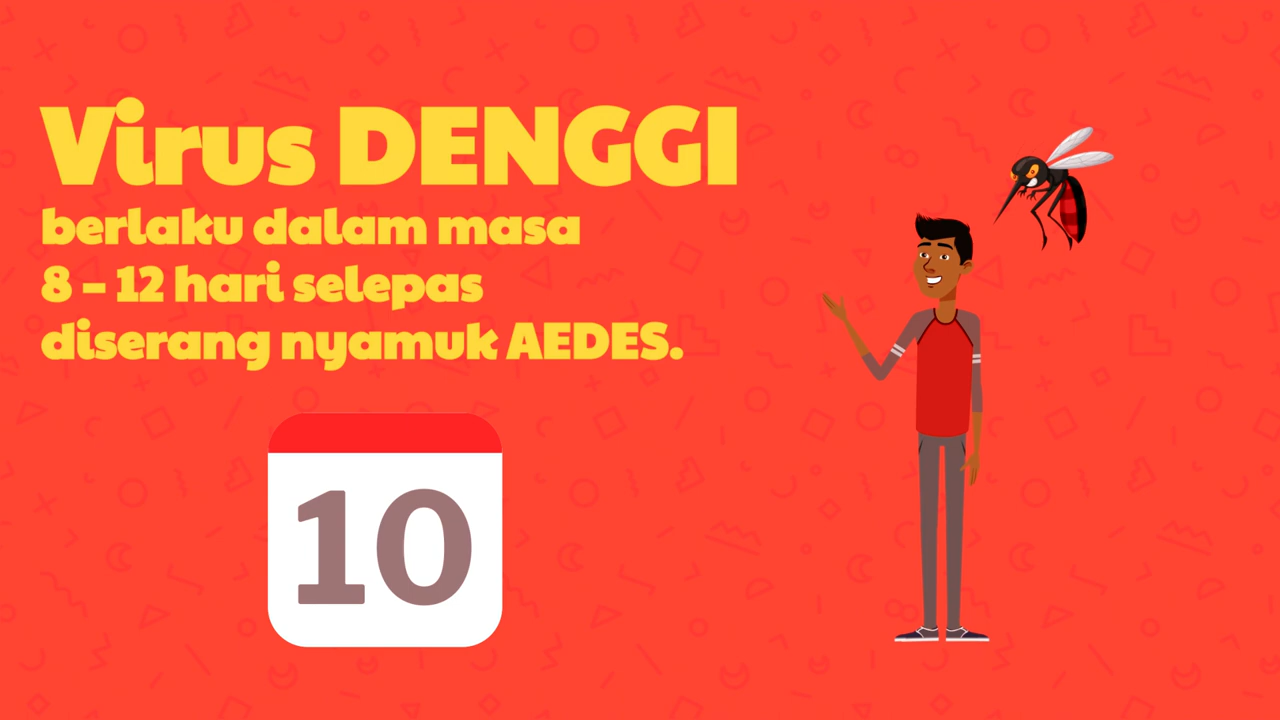 Virus DENGGI
berlaku dalam masa
8 – 12 hari selepas
diserang nyamuk AEDES.
10